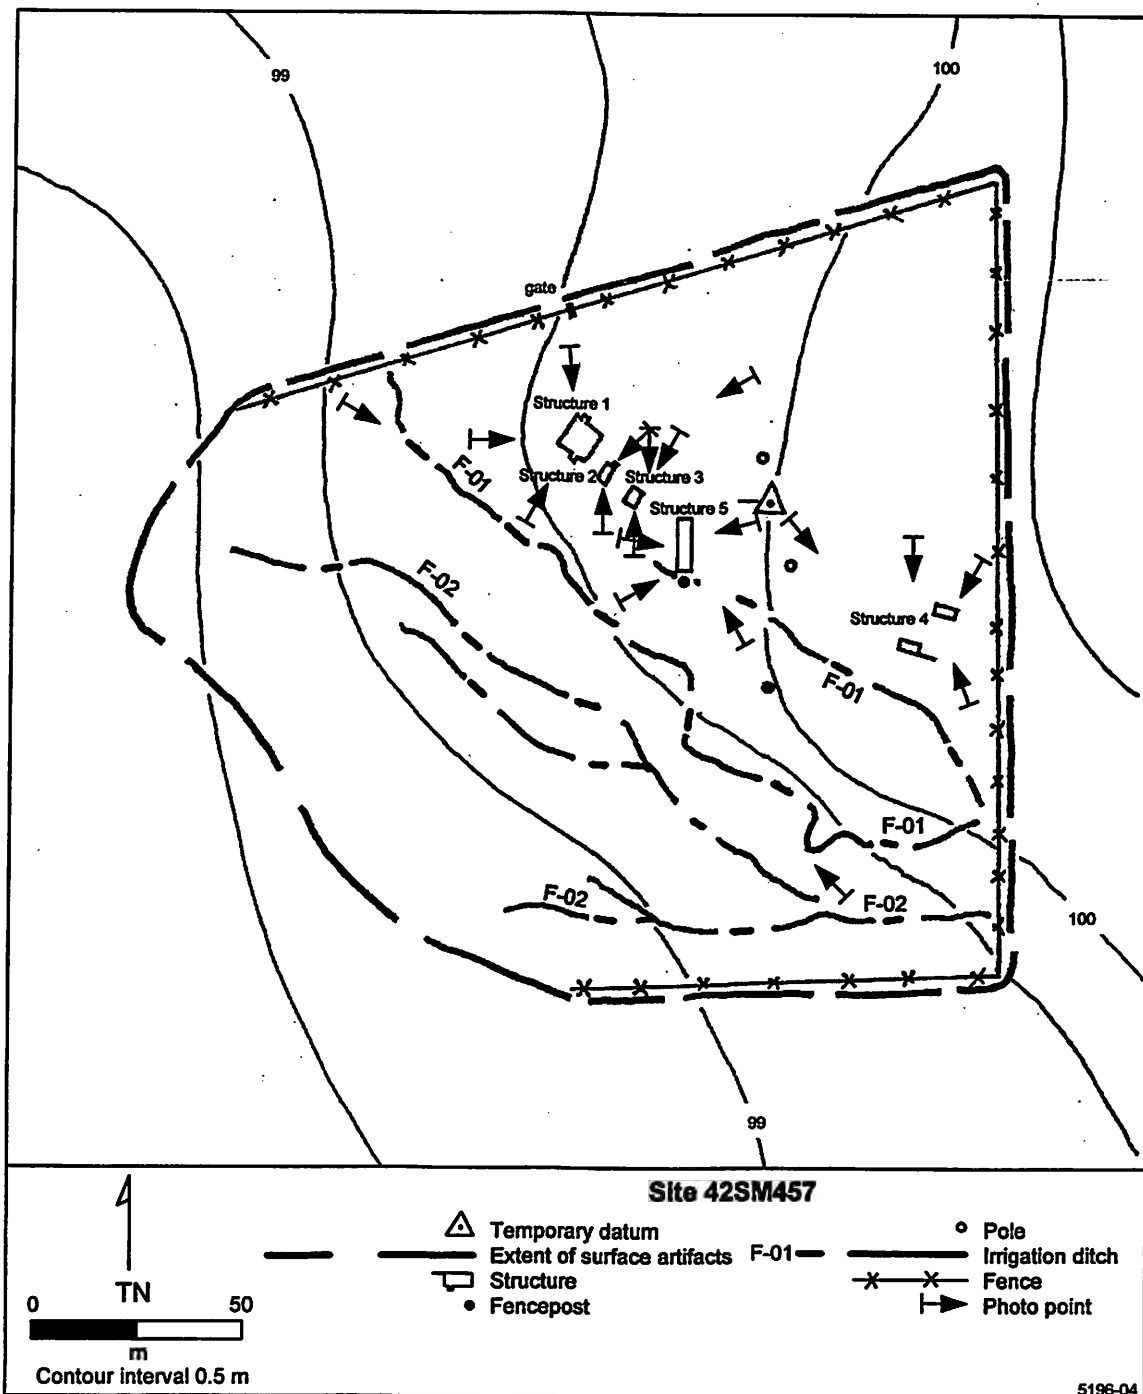 99
100
gate
Structure 1
F-01
Structure 2
Structure 3
Structure 5
F-02
Structure 4
F-01
F-01
F-02
F-02
100
99
Site 42SM457
TN
0 50
m
Contour interval 0.5 m
Temporary datum
Extent of surface artifacts
Structure
Fencepost
Pole
F-01 Irrigation ditch
Fence
Photo point
5196-04